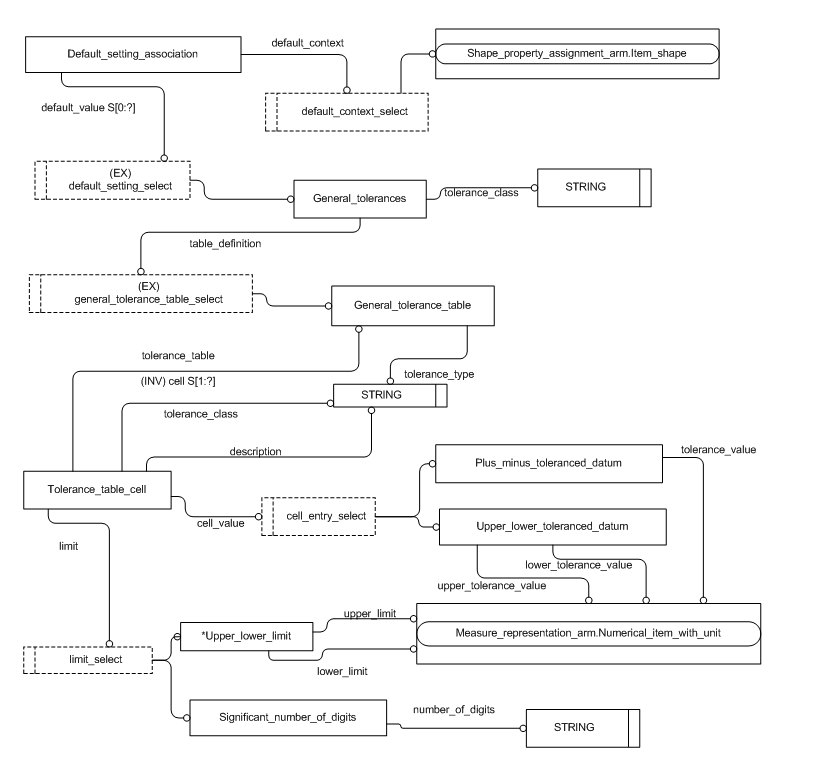 default_context
Default_setting_association
Shape_property_assignment_arm.Item_shape
default_value S[0:?]
default_context_select
(EX)
default_setting_select
General_tolerances
tolerance_class
STRING
table_definition
(EX)
general_tolerance_table_select
General_tolerance_table
tolerance_table
(INV) cell S[1:?]
tolerance_type
STRING
tolerance_class
description
tolerance_value
Plus_minus_toleranced_datum
Tolerance_table_cell
cell_value
cell_entry_select
Upper_lower_toleranced_datum
limit
lower_tolerance_value
upper_tolerance_value
upper_limit
*Upper_lower_limit
Measure_representation_arm.Numerical_item_with_unit
limit_select
lower_limit
number_of_digits
Significant_number_of_digits
STRING